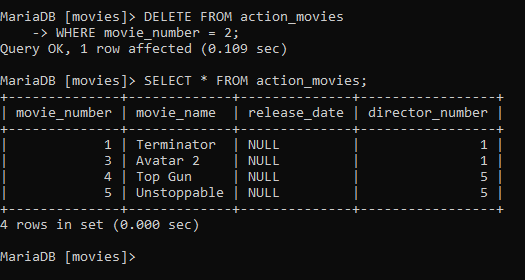 MariaDB [movies]> DELETE FROM action_movies
    -> WHERE movie_number = 2;
Query OK, 1 row affected (0.109 sec)

MariaDB [movies]> SELECT * FROM action_movies;
+--------------+-------------+--------------+-----------------+
| movie_number | movie_name  | release_date | director_number |
+--------------+-------------+--------------+-----------------+
|            1 | Terminator  | NULL         |               1 |
|            3 | Avatar 2    | NULL         |               1 |
|            4 | Top Gun     | NULL         |               5 |
|            5 | Unstoppable | NULL         |               5 |
+--------------+-------------+--------------+-----------------+
4 rows in set (0.000 sec)

MariaDB [movies]>